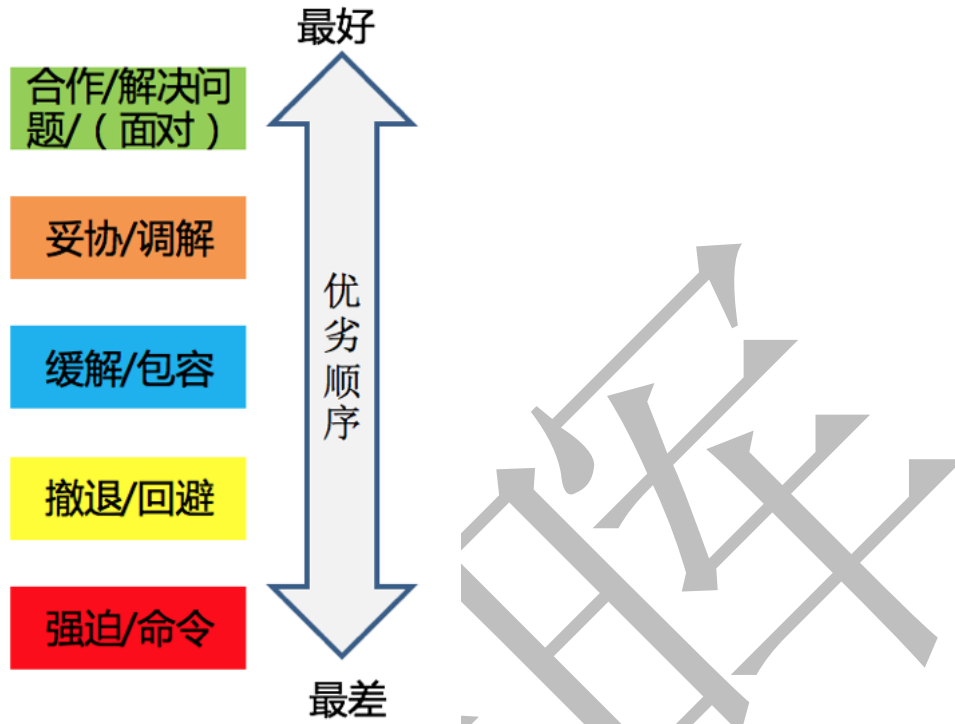 最好
合作/解决问
题/（面对）
妥协/调解
缓解/包容
撤退/回避
强迫/命令
优
劣
顺
序
最差